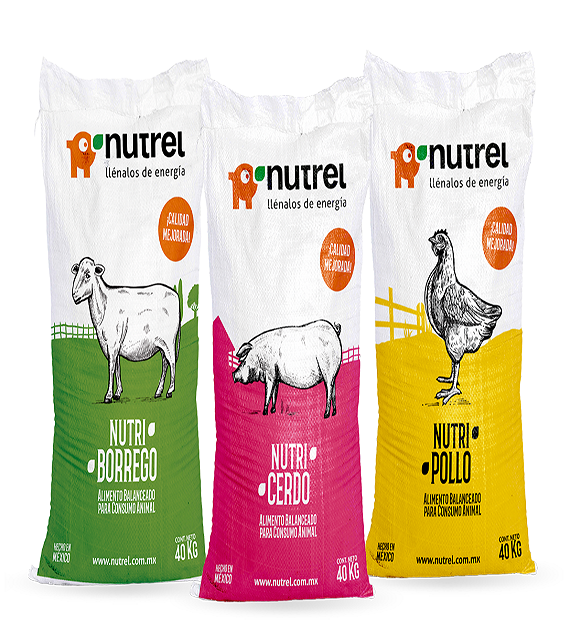 nutrel
llénalos de energía
¡CALIDAD
MEJORADA!
NUTRI
BORREGO
ALIMENTO BALANCEADO
PARA CONSUMO ANIMAL
HECHO EN
MÉXICO
www.nutrel.com.mx
CONT. NETO
40 KG
nutrel
llénalos de energía
¡CALIDAD
MEJORADA!
NUTRI
CERDO
ALIMENTO BALANCEADO
PARA CONSUMO ANIMAL
HECHO EN
MÉXICO
www.nutrel.com.mx
CONT. NETO
40 KG
nutrel
llénalos de energía
¡CALIDAD
MEJORADA!
NUTRI
POLLO
ALIMENTO BALANCEADO
PARA CONSUMO ANIMAL
HECHO EN
MÉXICO
www.nutrel.com.mx
CONT. NETO
40 KG